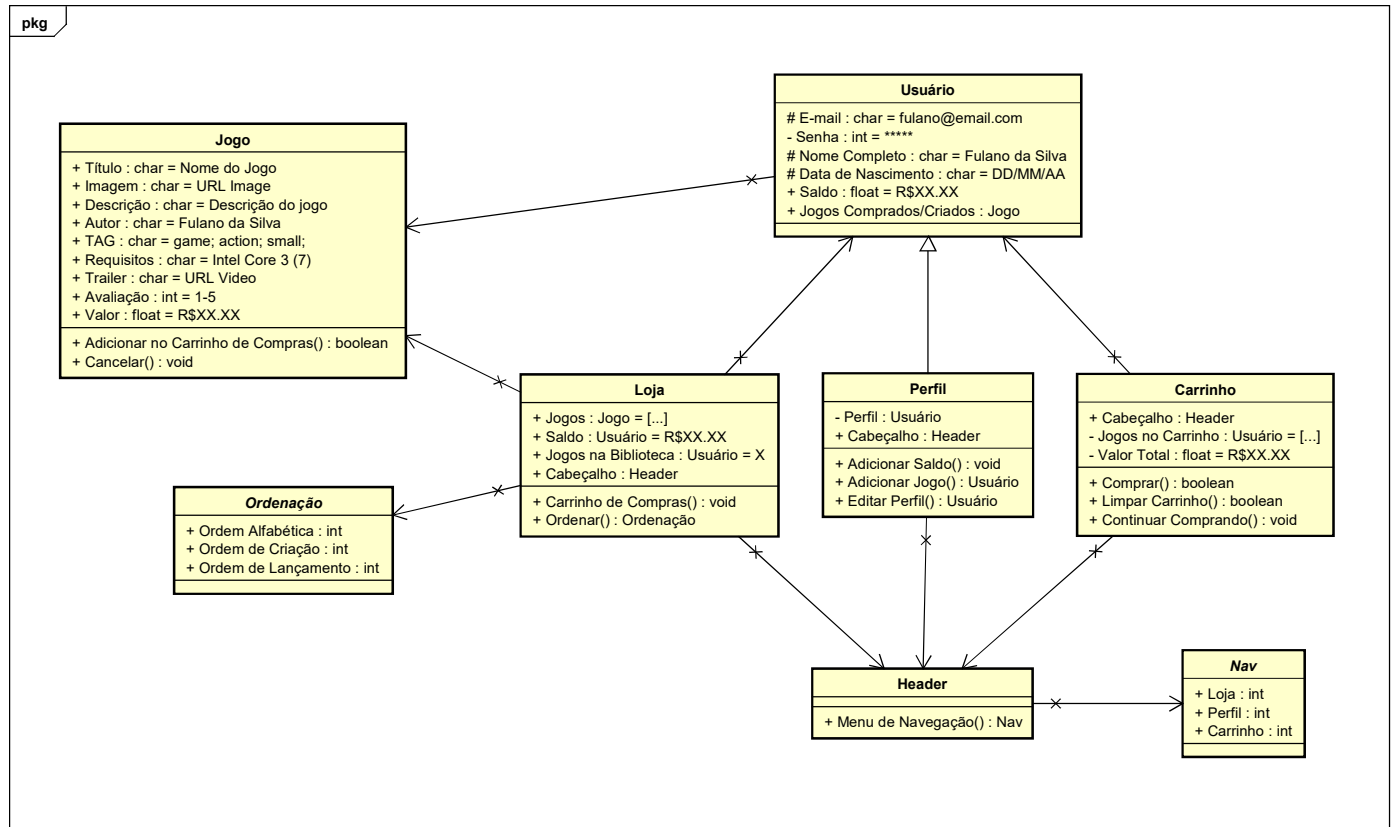 pkg
Usuário
# E-mail : char = fulano@email.com
- Senha : int = *****
# Nome Completo : char = Fulano da Silva
# Data de Nascimento : char = DD/MM/AA
+ Saldo : float = R$XX.XX
+ Jogos Comprados/Criados : Jogo
Jogo
+ Título : char = Nome do Jogo
+ Imagem : char = URL Image
+ Descrição : char = Descrição do jogo
+ Autor : char = Fulano da Silva
+ TAG : char = game; action; small;
+ Requisitos : char = Intel Core 3 (7)
+ Trailer : char = URL Video
+ Avaliação : int = 1-5
+ Valor : float = R$XX.XX
+ Adicionar no Carrinho de Compras() : boolean
+ Cancelar() : void
Loja
+ Jogos : Jogo = [...]
+ Saldo : Usuário = R$XX.XX
+ Jogos na Biblioteca : Usuário = X
+ Cabeçalho : Header
+ Carrinho de Compras() : void
+ Ordenar() : Ordenação
Perfil
- Perfil : Usuário
+ Cabeçalho : Header
+ Adicionar Saldo() : void
+ Adicionar Jogo() : Usuário
+ Editar Perfil() : Usuário
Carrinho
+ Cabeçalho : Header
- Jogos no Carrinho : Usuário = [...]
- Valor Total : float = R$XX.XX
+ Comprar() : boolean
+ Limpar Carrinho() : boolean
+ Continuar Comprando() : void
Ordenação
+ Ordem Alfabética : int
+ Ordem de Criação : int
+ Ordem de Lançamento : int
Header
+ Menu de Navegação() : Nav
Nav
+ Loja : int
+ Perfil : int
+ Carrinho : int